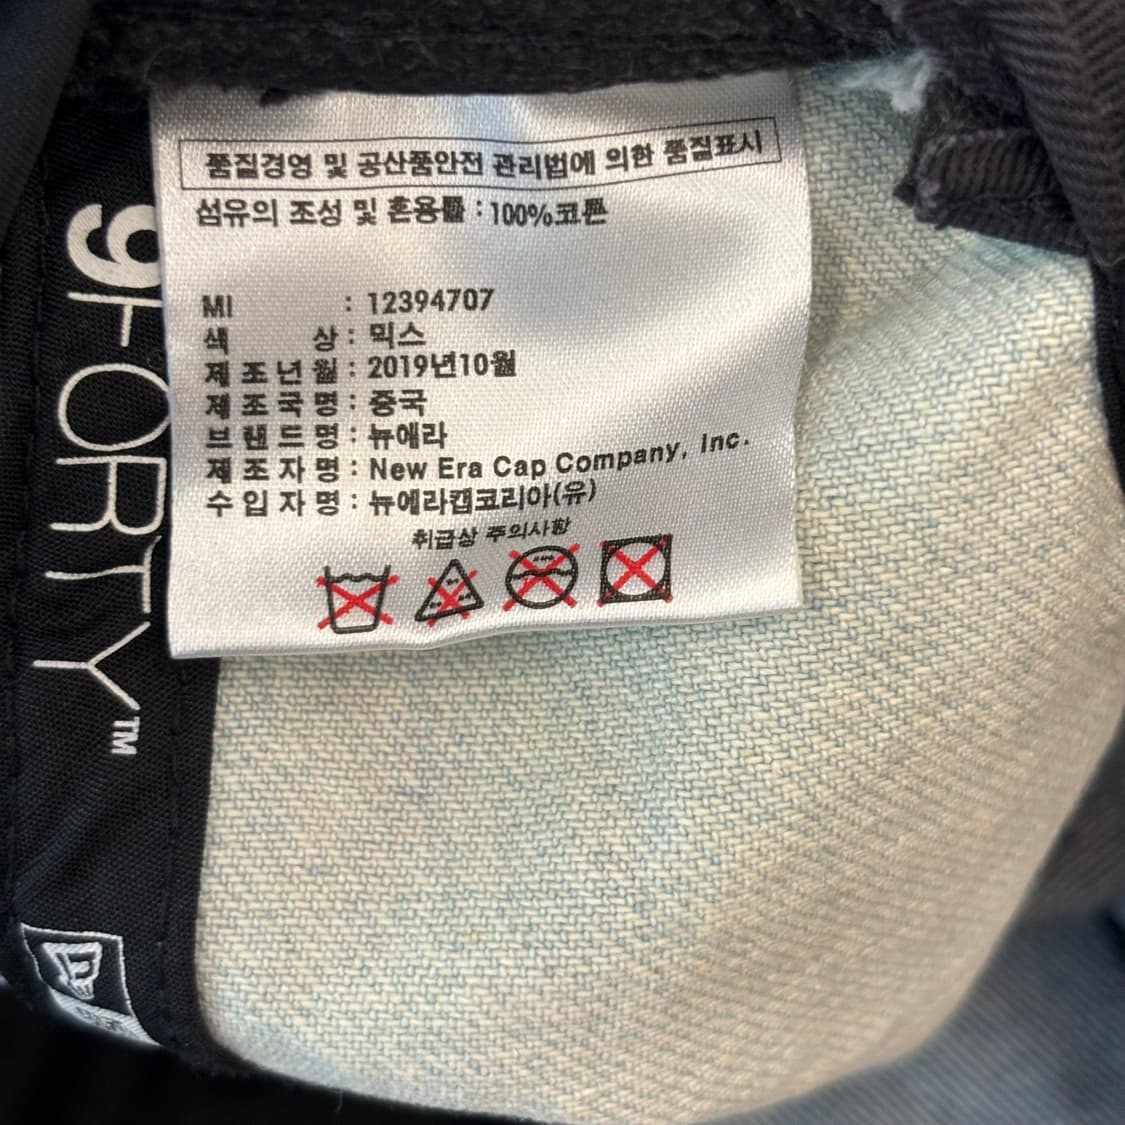 품질경영 및 공산품안전 관리법에 의한 품질표시
섬유의 조성 및 혼용률 : 100%코튼
MI : 12394707
색 상 : 믹스
제 조 년 월 : 2019년10월
제 조 국 명 : 중국
브 랜 드 명 : 뉴에라
제 조 자 명 : New Era Cap Company, Inc.
수 입 자 명 : 뉴에라캡코리아(유)
취급상 주의사항
9FORTY™